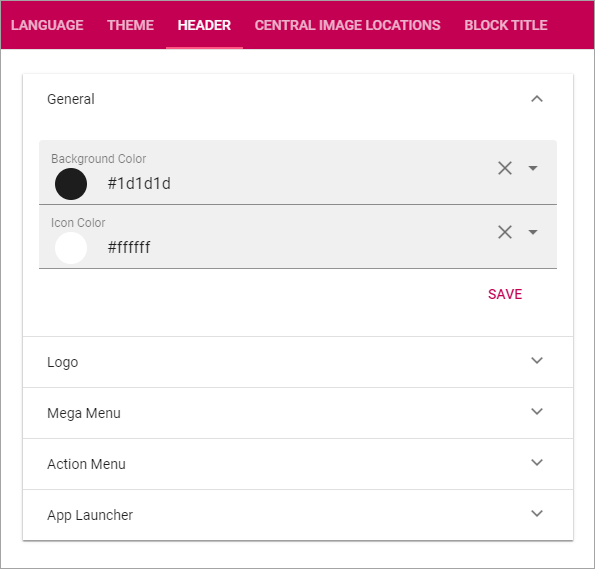 LANGUAGE THEME HEADER CENTRAL IMAGE LOCATIONS BLOCK TITLE
General
Background Color
#1d1d1d
Icon Color
#ffffff
SAVE
Logo
Mega Menu
Action Menu
App Launcher